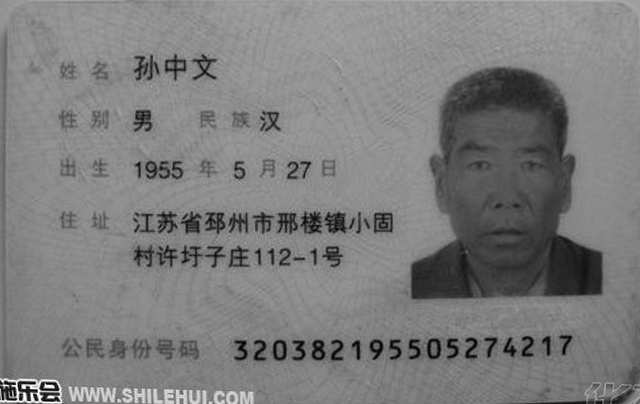 姓名 孙中文
性别 男 民族 汉
出生 1955 年 5 月 27 日
住址 江苏省邳州市邢楼镇小固
村许圩子庄112-1号
公民身份号码 320382195505274217
施乐会 WWW.SHILEHUI.COM